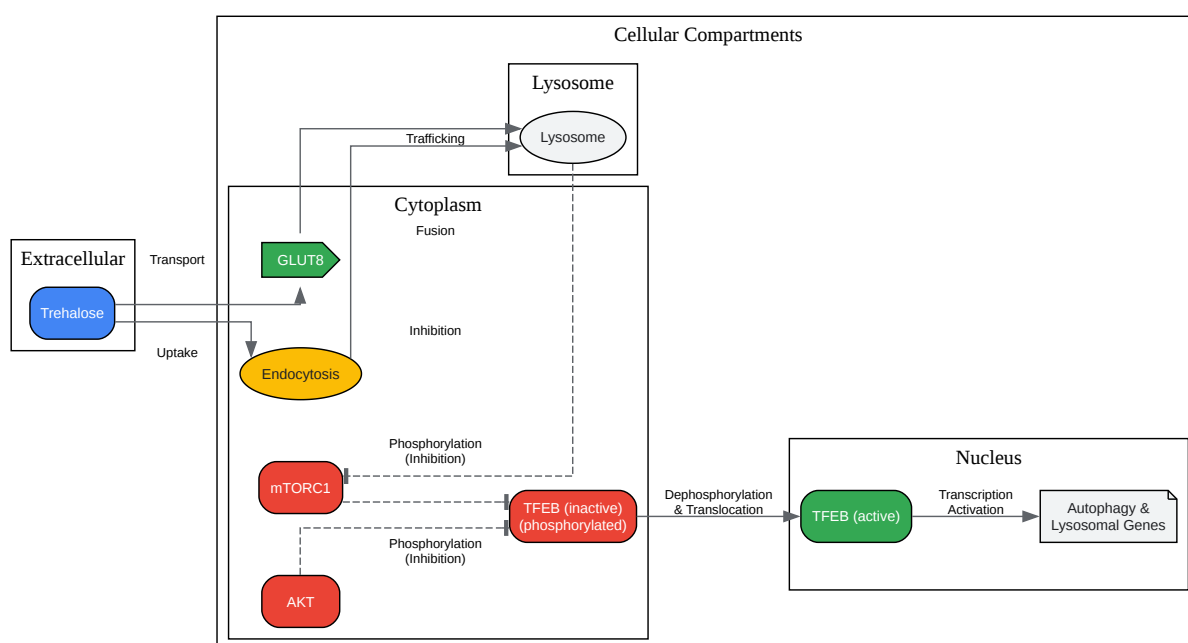 Cellular Compartments
Lysosome
Lysosome
Trafficking
Cytoplasm
Fusion
Extracellular
Transport
GLUT8
Trehalose
Inhibition
Uptake
Endocytosis
Phosphorylation
(Inhibition)
mTORC1
TFEB (inactive)
(phosphorylated)
Phosphorylation
(Inhibition)
AKT
Dephosphorylation
& Translocation
Nucleus
TFEB (active)
Transcription
Activation
Autophagy &
Lysosomal Genes